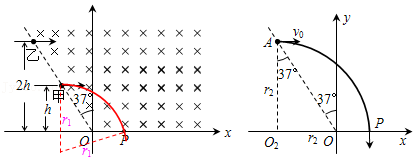 乙
2h
甲
h
37°
r₁
r₁
O
P
x
y
A
v₀
37°
37°
r₂
O₂
r₂
O
P
x